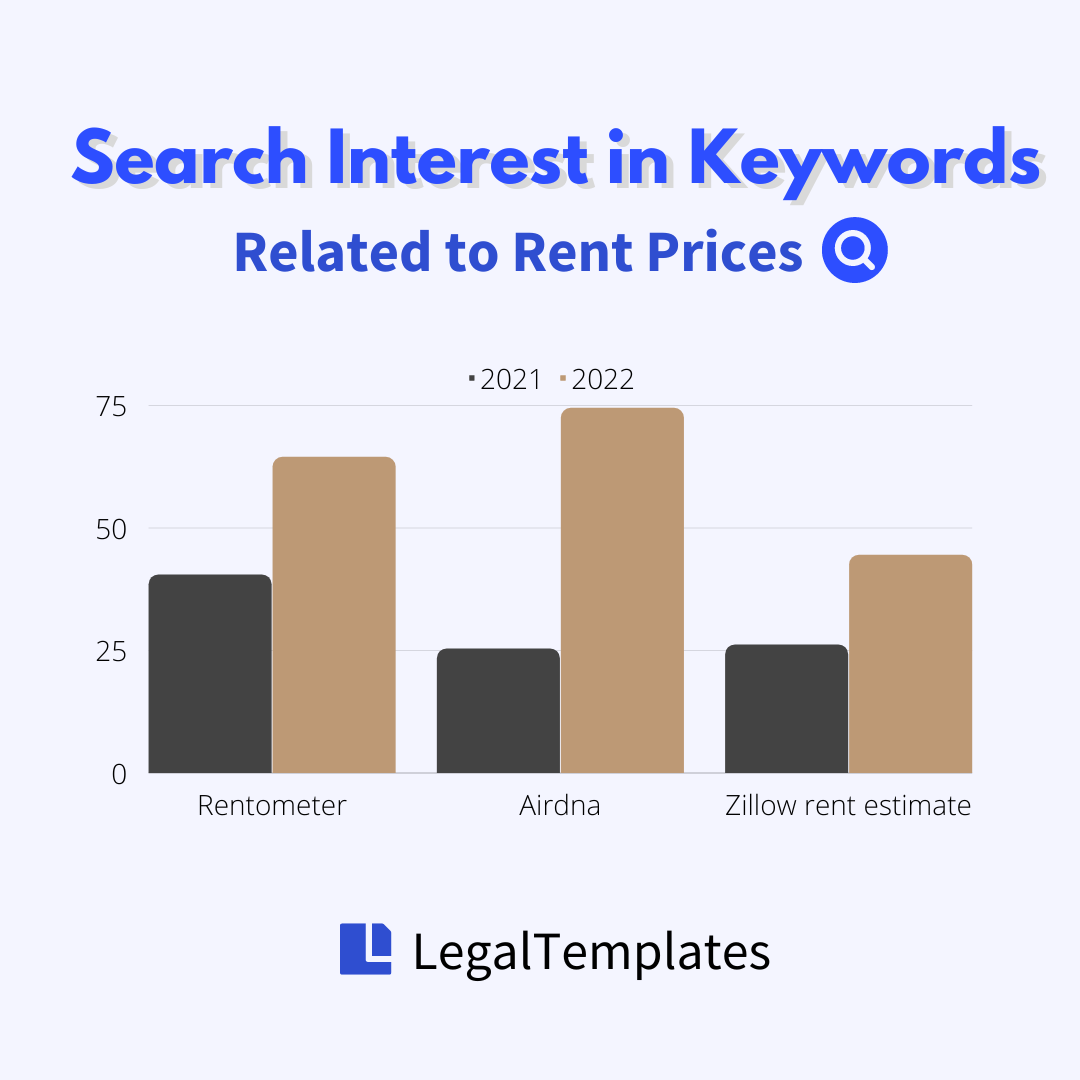 Search Interest in Keywords
Related to Rent Prices
2021 2022
75
50
25
0
Rentometer Airdna Zillow rent estimate
LegalTemplates